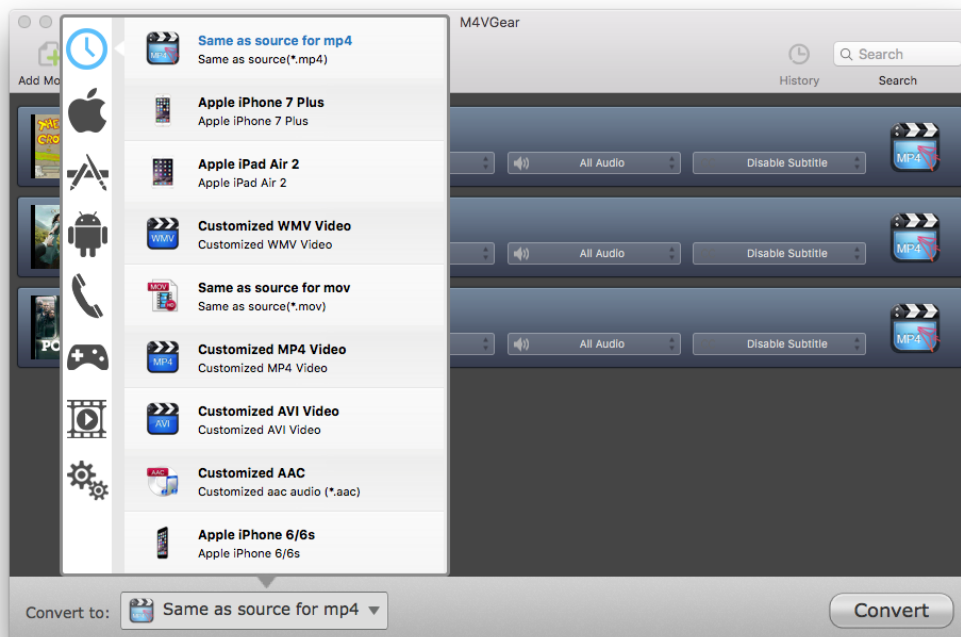 M4VGear
Add Mo
History
Search
Search
MP4
Same as source for mp4
Same as source(*.mp4)
Apple iPhone 7 Plus
Apple iPhone 7 Plus
Apple iPad Air 2
Apple iPad Air 2
WMV
Customized WMV Video
Customized WMV Video
MOV
Same as source for mov
Same as source(*.mov)
MP4
Customized MP4 Video
Customized MP4 Video
AVI
Customized AVI Video
Customized AVI Video
AAC
Customized AAC
Customized aac audio (*.aac)
Apple iPhone 6/6s
Apple iPhone 6/6s
THE
CRO
All Audio
Disable Subtitle
MP4
All Audio
Disable Subtitle
MP4
PO
All Audio
Disable Subtitle
MP4
Convert to:
Same as source for mp4
Convert